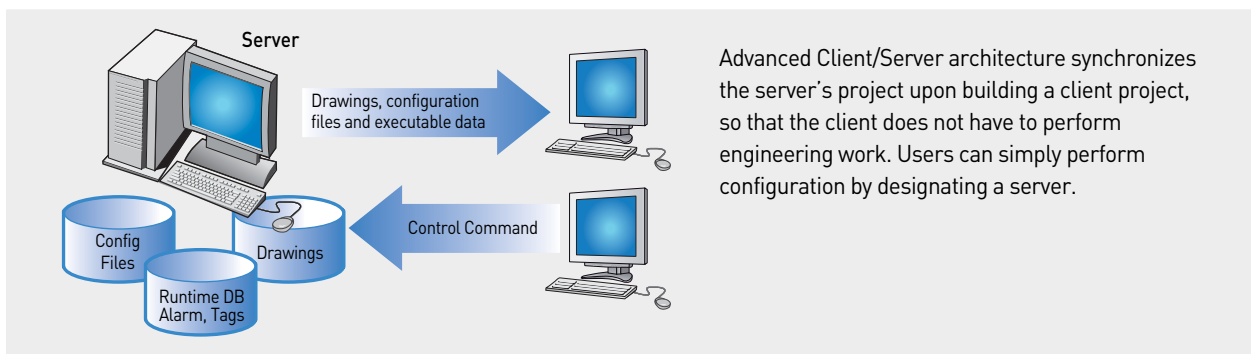 Server
Drawings, configuration
files and executable data
Control Command
Config
Files
Drawings
Runtime DB
Alarm, Tags
Advanced Client/Server architecture synchronizes
the server's project upon building a client project,
so that the client does not have to perform
engineering work. Users can simply perform
configuration by designating a server.